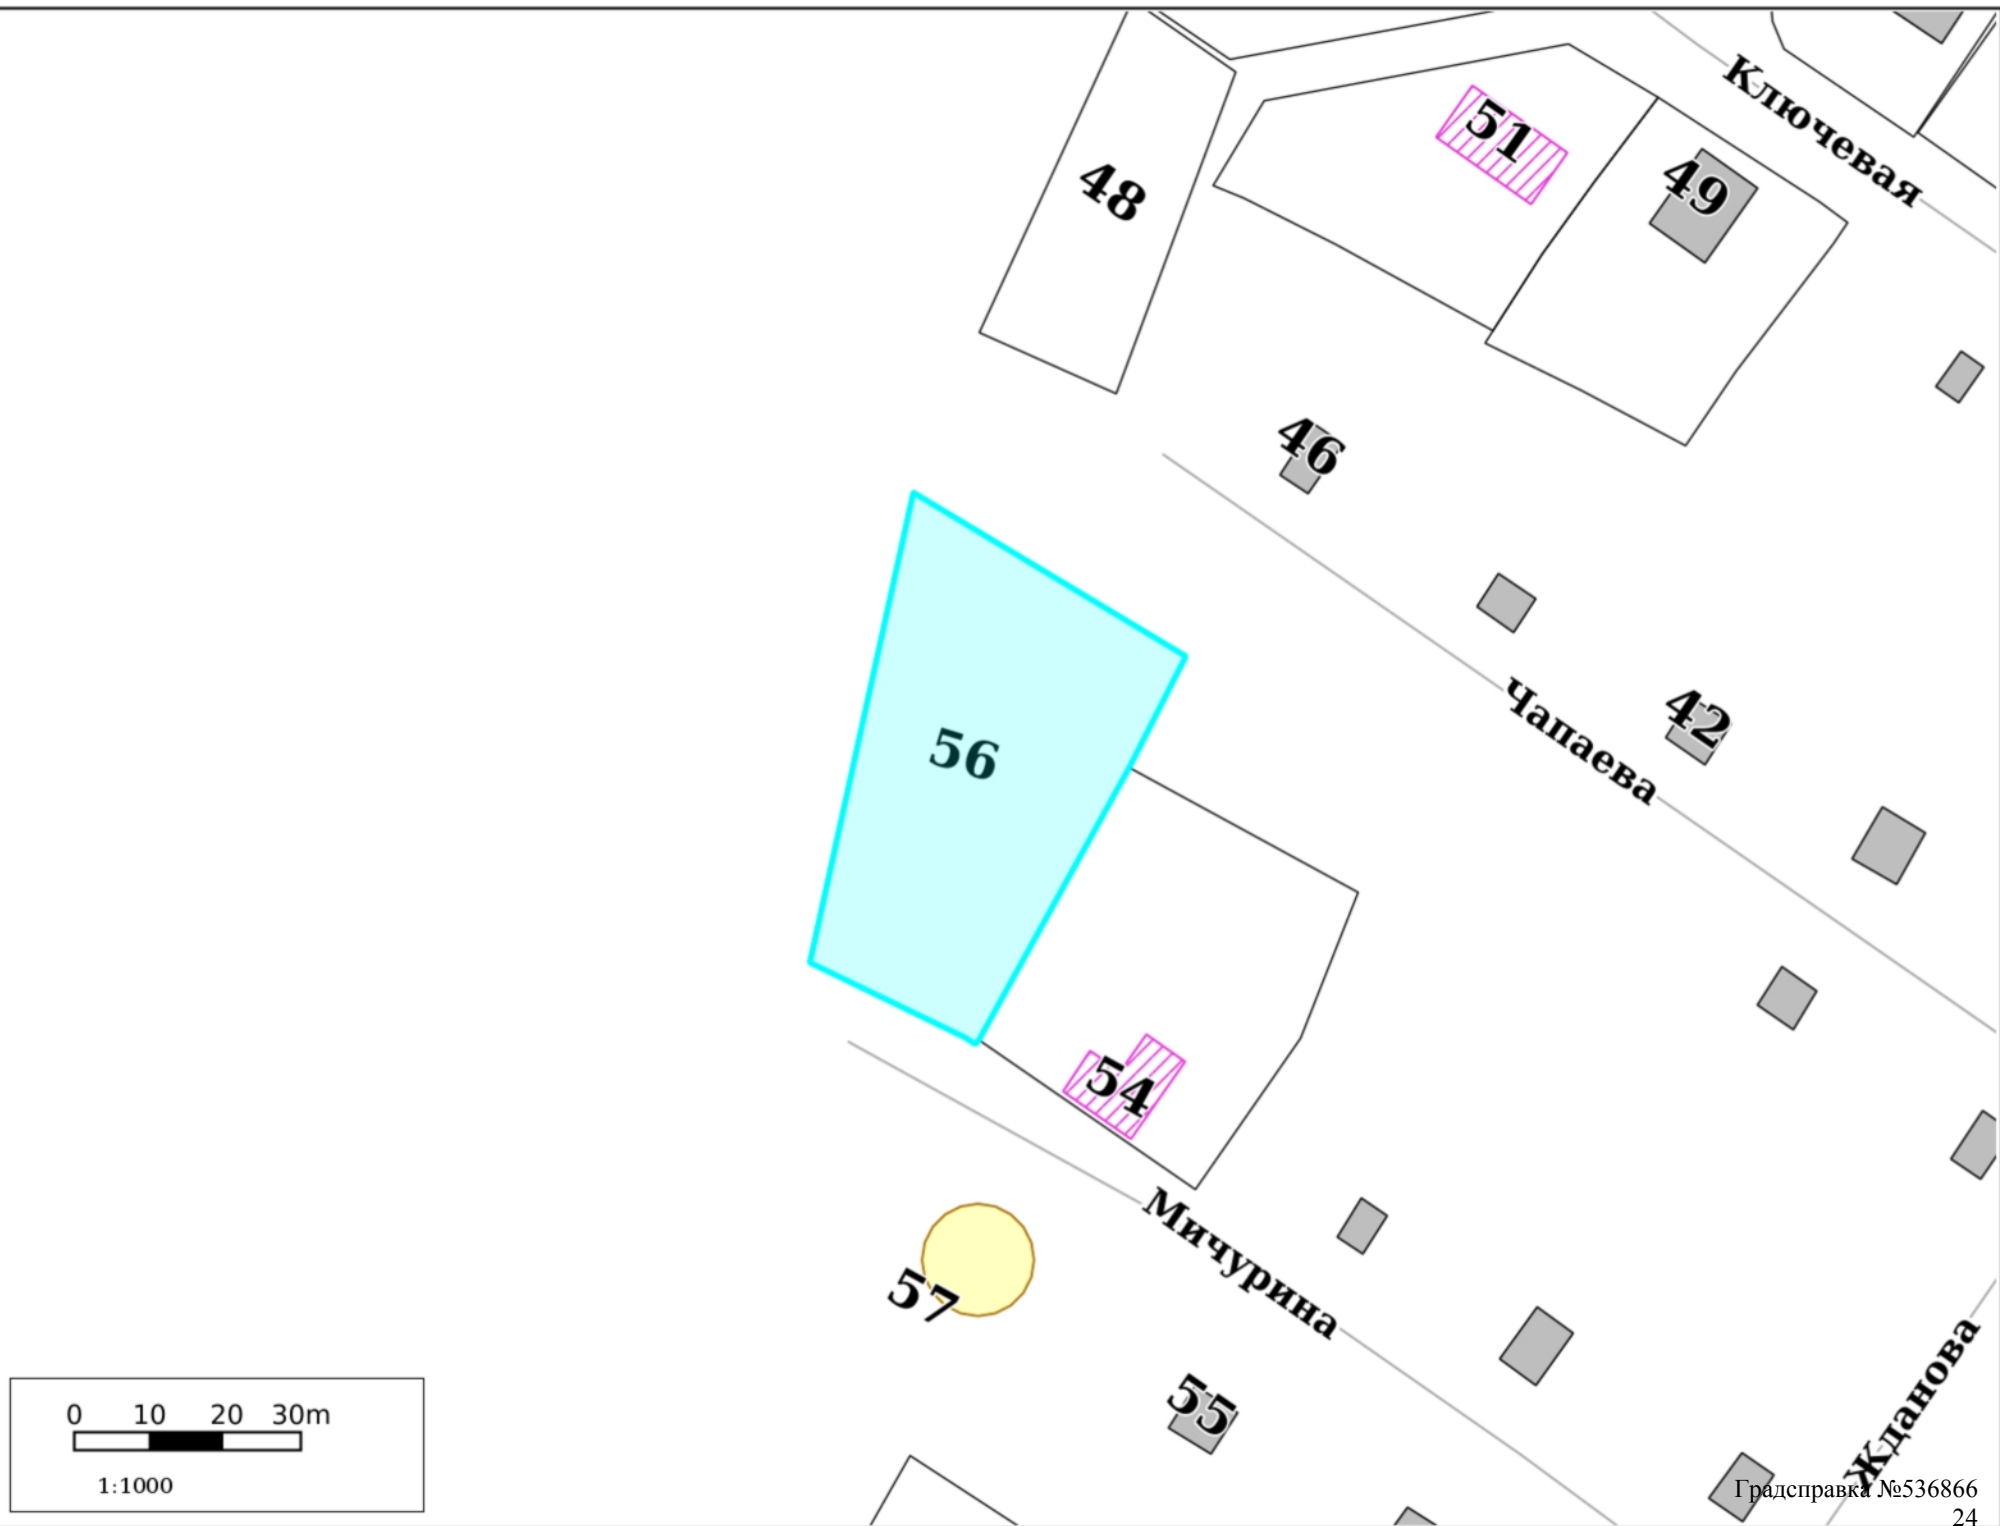 Ключевая
51
49
48
46
Чапаева
42
56
54
Мичурина
57
55
Жданова
0 10 20 30m
1:1000
Градсправка №536866
24